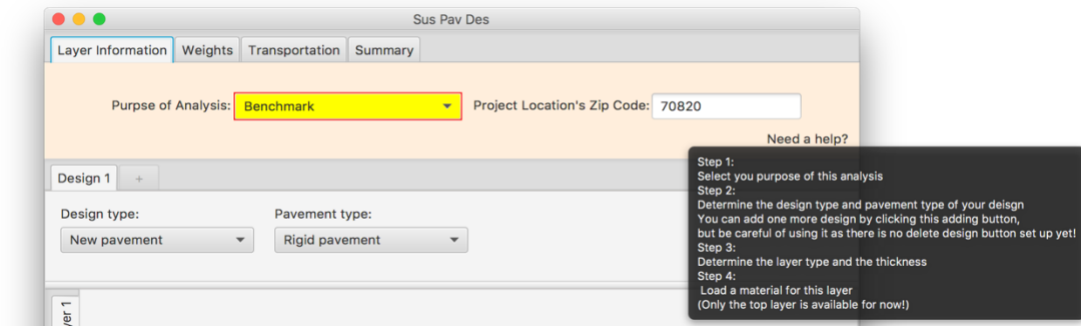 Sus Pav Des
Layer Information Weights Transportation Summary
Purpse of Analysis: Benchmark Project Location's Zip Code: 70820
Need a help?
Design 1 +
Design type: Pavement type:
New pavement Rigid pavement
Step 1:
Select you purpose of this analysis
Step 2:
Determine the design type and pavement type of your deisgn
You can add one more design by clicking this adding button,
but be careful of using it as there is no delete design button set up yet!
Step 3:
Determine the layer type and the thickness
Step 4:
Load a material for this layer
(Only the top layer is available for now!)
yer 1